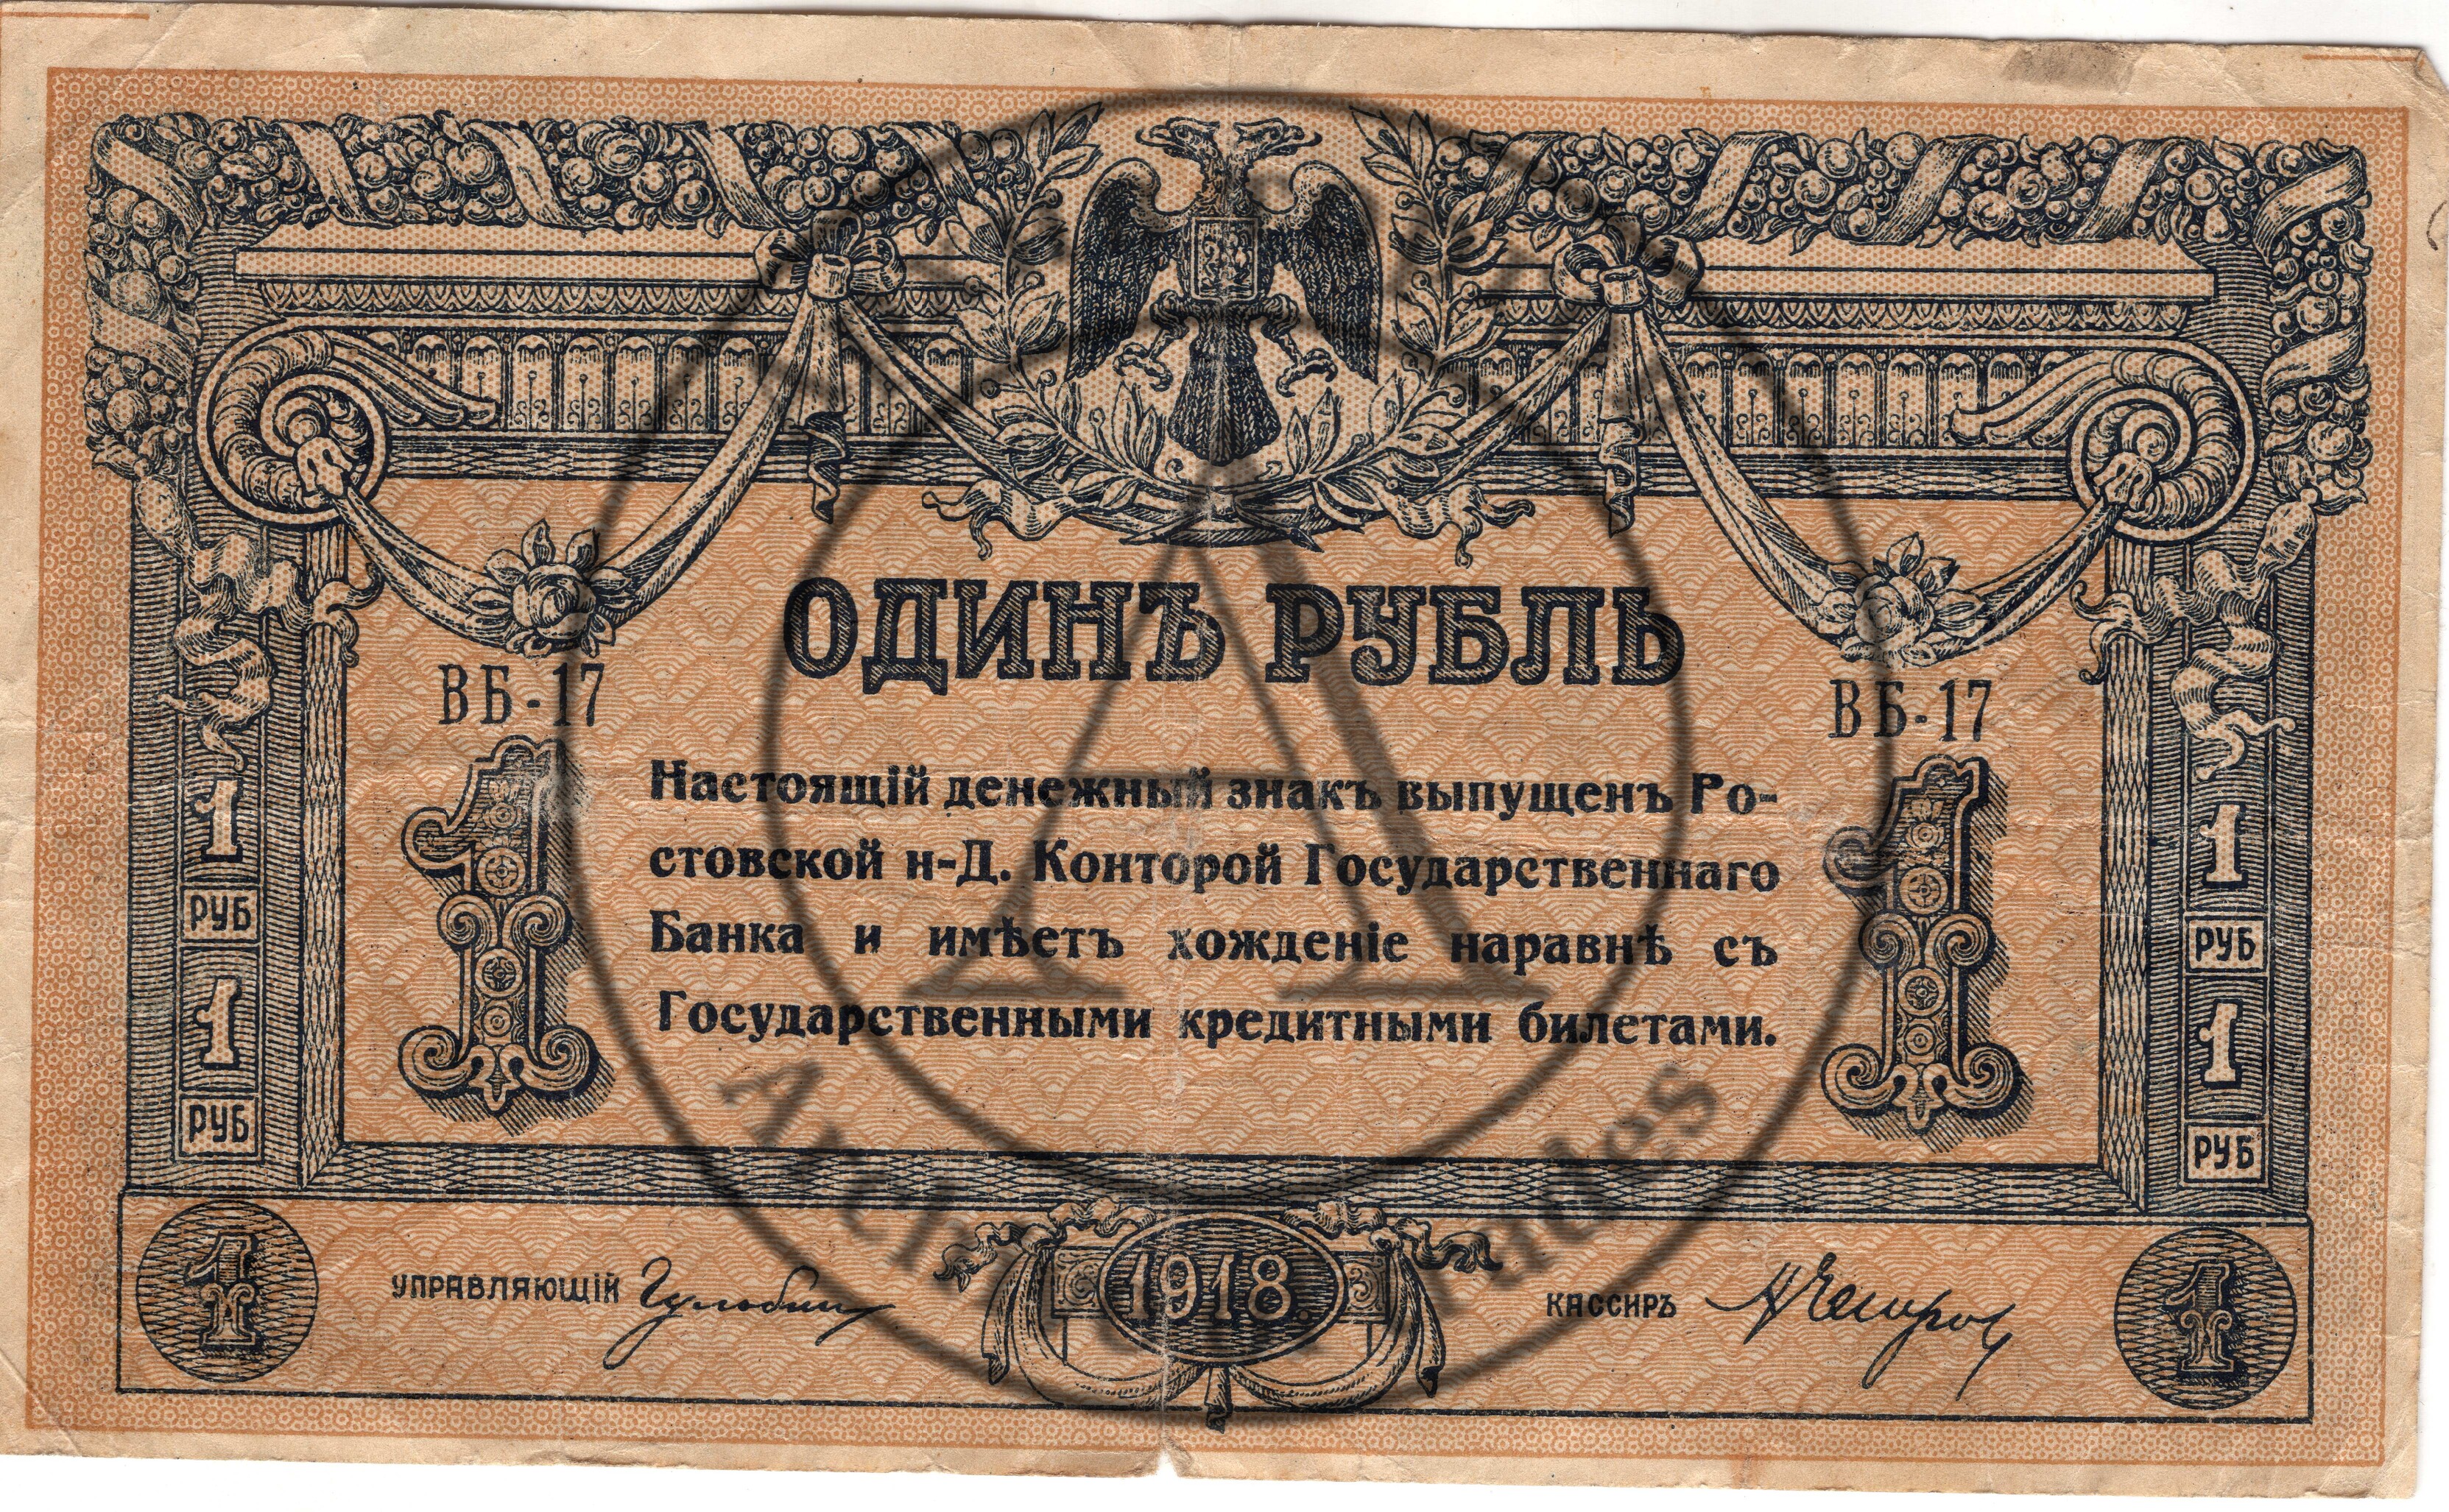 ОДИНЪ РУБЛЬ
ВБ-17
ВБ-17
1
1
Настоящій денежный знакъ выпущенъ Ро-
стовской н-Д. Конторой Государственнаго
Банка и имѣетъ хожденіе наравнѣ съ
Государственными кредитными билетами.
1
РУБ
1
РУБ
1
РУБ
1
РУБ
1
УПРАВЛЯЮЩІЙ
1918.
КАССИРЪ
1
A